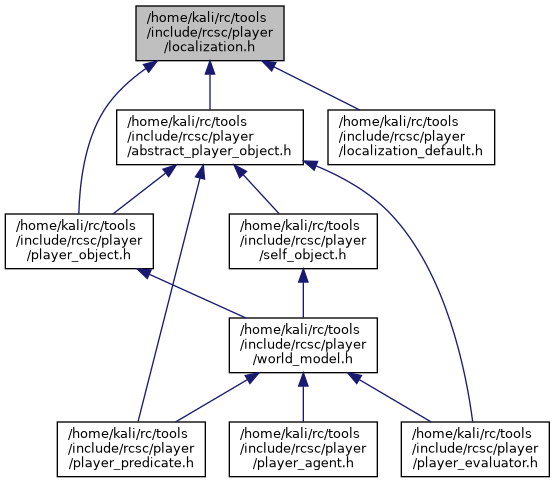 /home/kali/rc/tools
/include/rcsc/player
/localization.h
/home/kali/rc/tools
/include/rcsc/player
/abstract_player_object.h
/home/kali/rc/tools
/include/rcsc/player
/localization_default.h
/home/kali/rc/tools
/include/rcsc/player
/player_object.h
/home/kali/rc/tools
/include/rcsc/player
/self_object.h
/home/kali/rc/tools
/include/rcsc/player
/world_model.h
/home/kali/rc/tools
/include/rcsc/player
/player_predicate.h
/home/kali/rc/tools
/include/rcsc/player
/player_agent.h
/home/kali/rc/tools
/include/rcsc/player
/player_evaluator.h